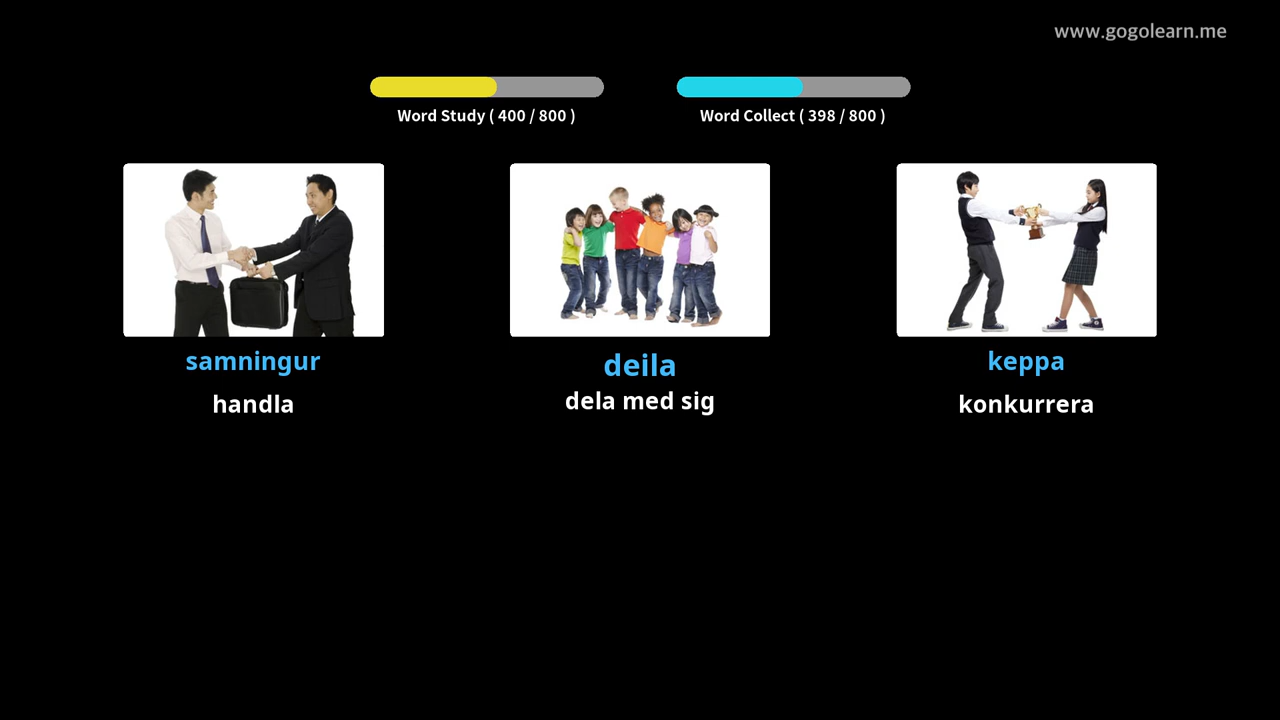 www.gogolearn.me
Word Study ( 400 / 800 )
Word Collect ( 398 / 800 )
samningur
handla
deila
dela med sig
keppa
konkurrera